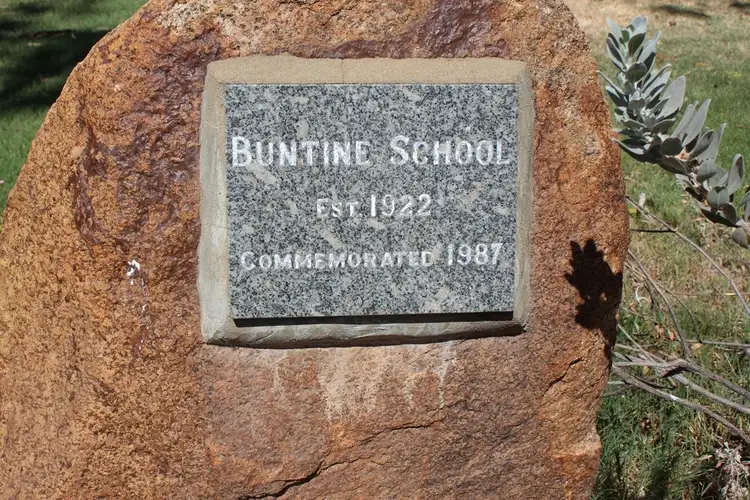 BUNTINE SCHOOL
EST. 1922
COMMEMORATED 1987